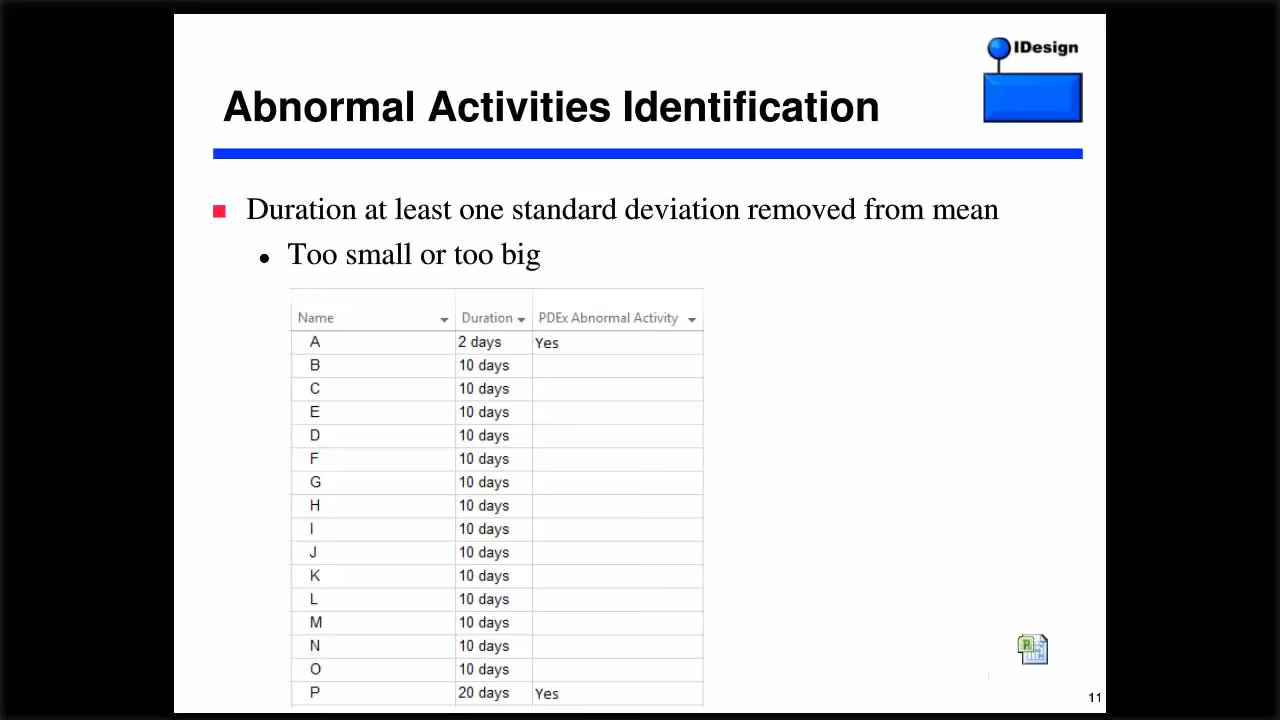 IDesign
Abnormal Activities Identification
Duration at least one standard deviation removed from mean
Too small or too big
Name Duration PDEx Abnormal Activity
A 2 days Yes
B 10 days
C 10 days
E 10 days
D 10 days
F 10 days
G 10 days
H 10 days
I 10 days
J 10 days
K 10 days
L 10 days
M 10 days
N 10 days
O 10 days
P 20 days Yes
P
11